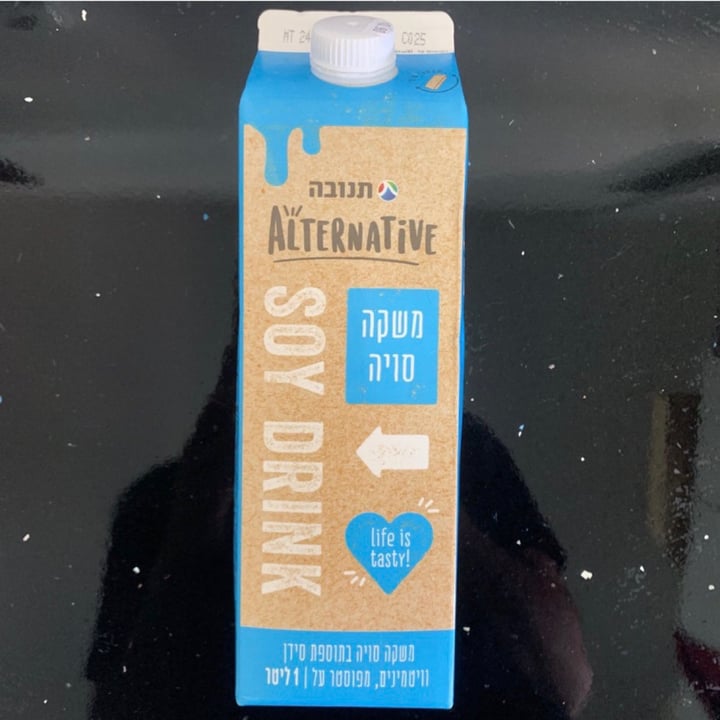 תנובה
ALTERNATIVE
SOY DRINK
משקה
סויה
life is
tasty!
משקה סויה בתוספת סידן
וויטמינים, מפוסטר על | 1 ליטר